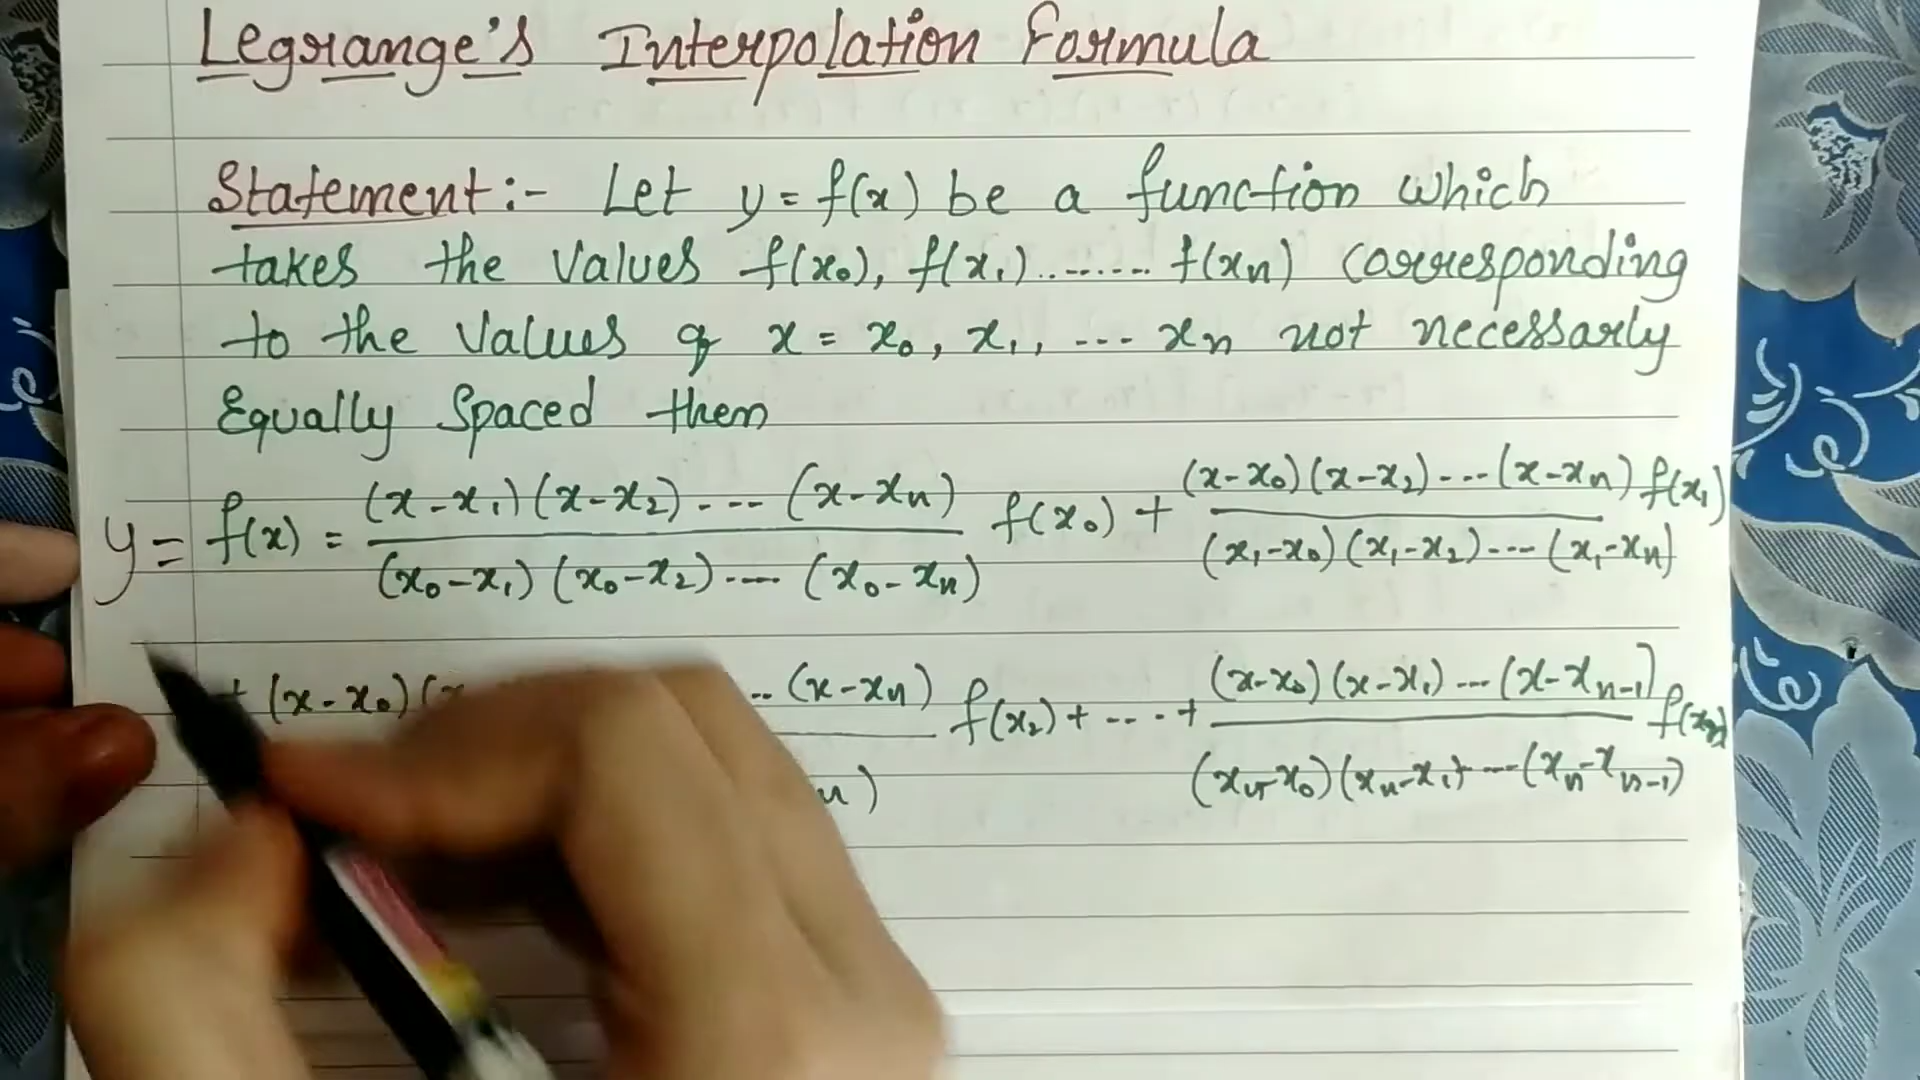 Legrange's Interpolation Formula
Statement:- Let y = f(x) be a function which
takes the values f(x₀), f(x₁)....... f(xn) corresponding
to the values of x = x₀, x₁, ... xn not necessarly
Equally Spaced then
y = f(x) = (x-x₁)(x-x₂)....(x-xn) / (x₀-x₁)(x₀-x₂)....(x₀-xn) f(x₀) + (x-x₀)(x-x₂)....(x-xn) / (x₁-x₀)(x₁-x₂)....(x₁-xn) f(x₁)
+ (x-x₀) .. (x-xn) f(x₂) + .... + (x-x₀)(x-x₁)...(x-xn-1) / (xn-x₀)(xn-x₁)....(xn-xn-1) f(xn)